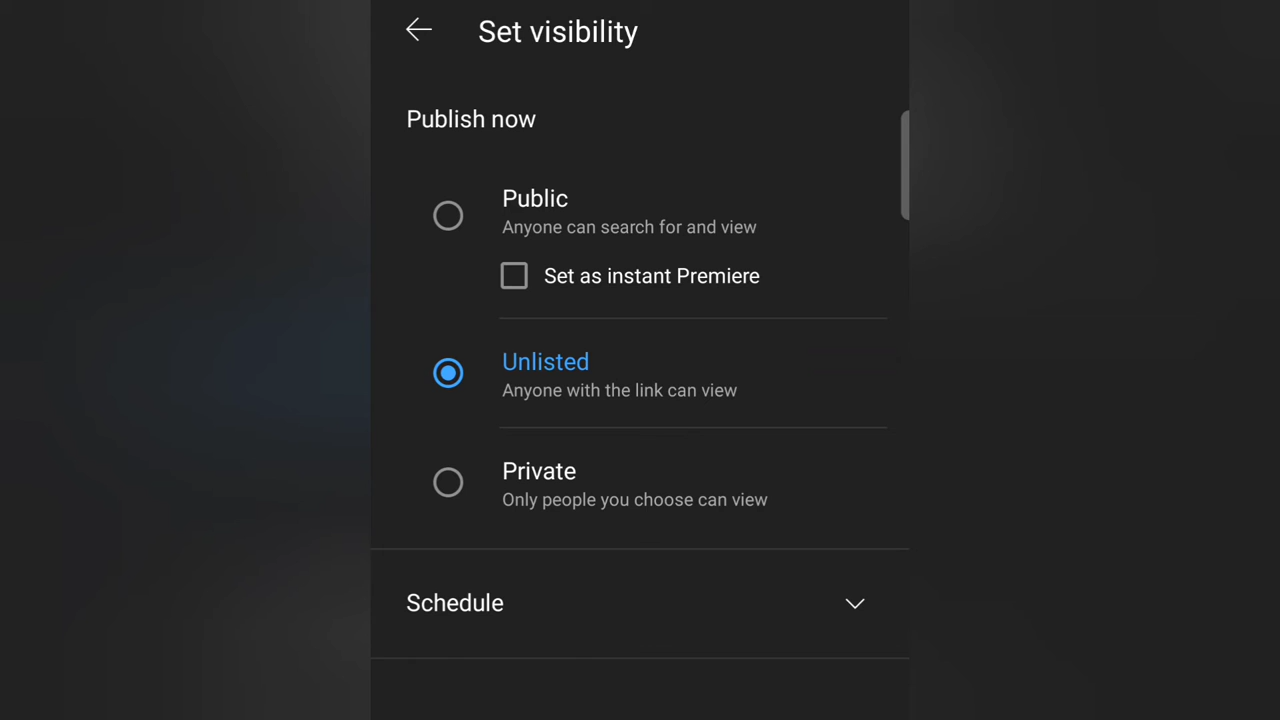 Set visibility
Publish now
Public
Anyone can search for and view
Set as instant Premiere
Unlisted
Anyone with the link can view
Private
Only people you choose can view
Schedule